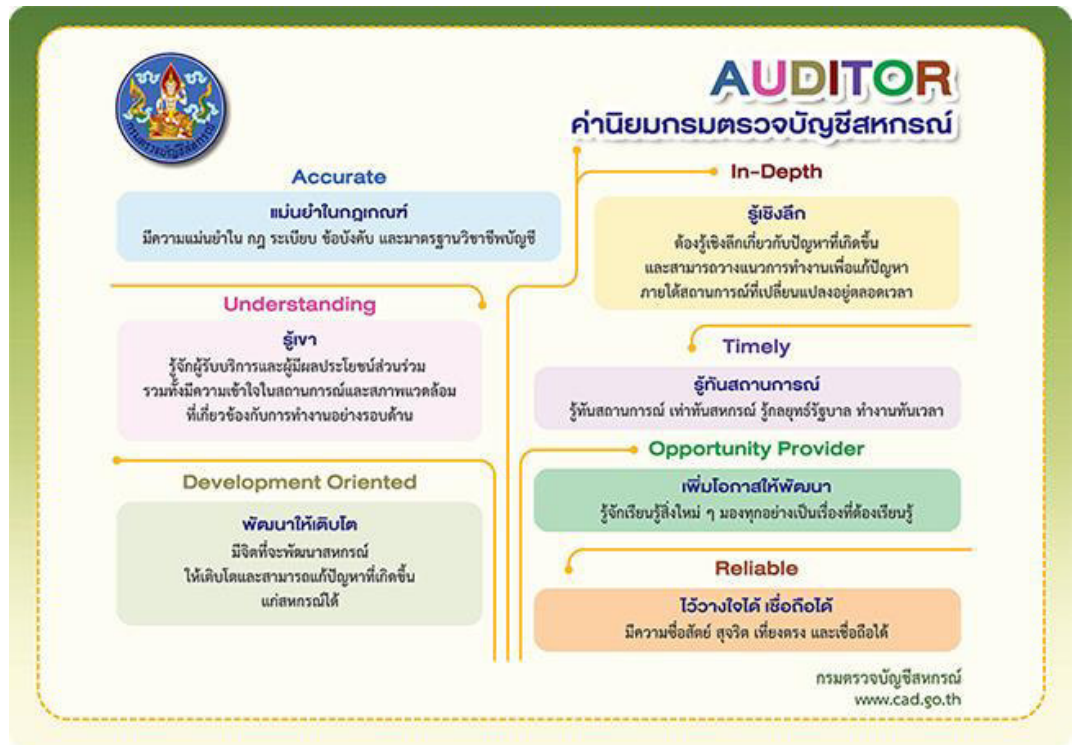 กรมตรวจบัญชีสหกรณ์
AUDITOR
ค่านิยมกรมตรวจบัญชีสหกรณ์
Accurate
แม่นยำในกฎเกณฑ์
มีความแม่นยำใน กฎ ระเบียบ ข้อบังคับ และมาตรฐานวิชาชีพบัญชี
Understanding
รู้เขา
รู้จักผู้รับบริการและผู้มีผลประโยชน์ส่วนร่วม
รวมทั้งมีความเข้าใจในสถานการณ์และสภาพแวดล้อม
ที่เกี่ยวข้องกับการทำงานอย่างรอบด้าน
Development Oriented
พัฒนาให้เติบโต
มีจิตที่จะพัฒนาสหกรณ์
ให้เติบโตและสามารถแก้ปัญหาที่เกิดขึ้น
แก่สหกรณ์ได้
In-Depth
รู้เชิงลึก
ต้องรู้เชิงลึกเกี่ยวกับปัญหาที่เกิดขึ้น
และสามารถวางแนวการทำงานเพื่อแก้ปัญหา
ภายใต้สถานการณ์ที่เปลี่ยนแปลงอยู่ตลอดเวลา
Timely
รู้ทันสถานการณ์
รู้ทันสถานการณ์ เท่าทันสหกรณ์ รู้กลยุทธ์รัฐบาล ทำงานทันเวลา
Opportunity Provider
เพิ่มโอกาสให้พัฒนา
รู้จักเรียนรู้สิ่งใหม่ ๆ มองทุกอย่างเป็นเรื่องที่ต้องเรียนรู้
Reliable
ไว้วางใจได้ เชื่อถือได้
มีความซื่อสัตย์ สุจริต เที่ยงตรง และเชื่อถือได้
กรมตรวจบัญชีสหกรณ์
www.cad.go.th